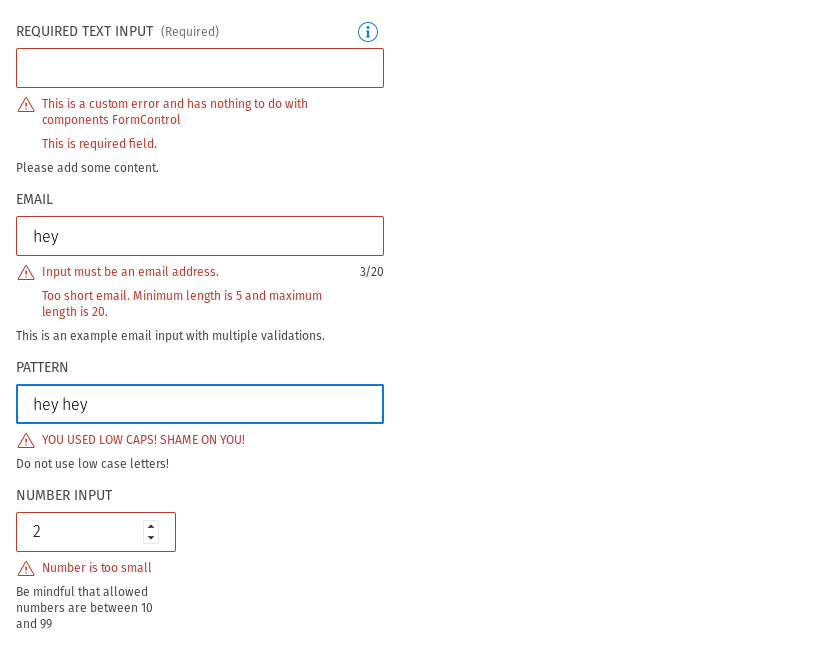 REQUIRED TEXT INPUT (Required)
This is a custom error and has nothing to do with
components FormControl
This is required field.
Please add some content.
EMAIL
hey
Input must be an email address. 3/20
Too short email. Minimum length is 5 and maximum
length is 20.
This is an example email input with multiple validations.
PATTERN
hey hey
YOU USED LOW CAPS! SHAME ON YOU!
Do not use low case letters!
NUMBER INPUT
2
Number is too small
Be mindful that allowed
numbers are between 10
and 99